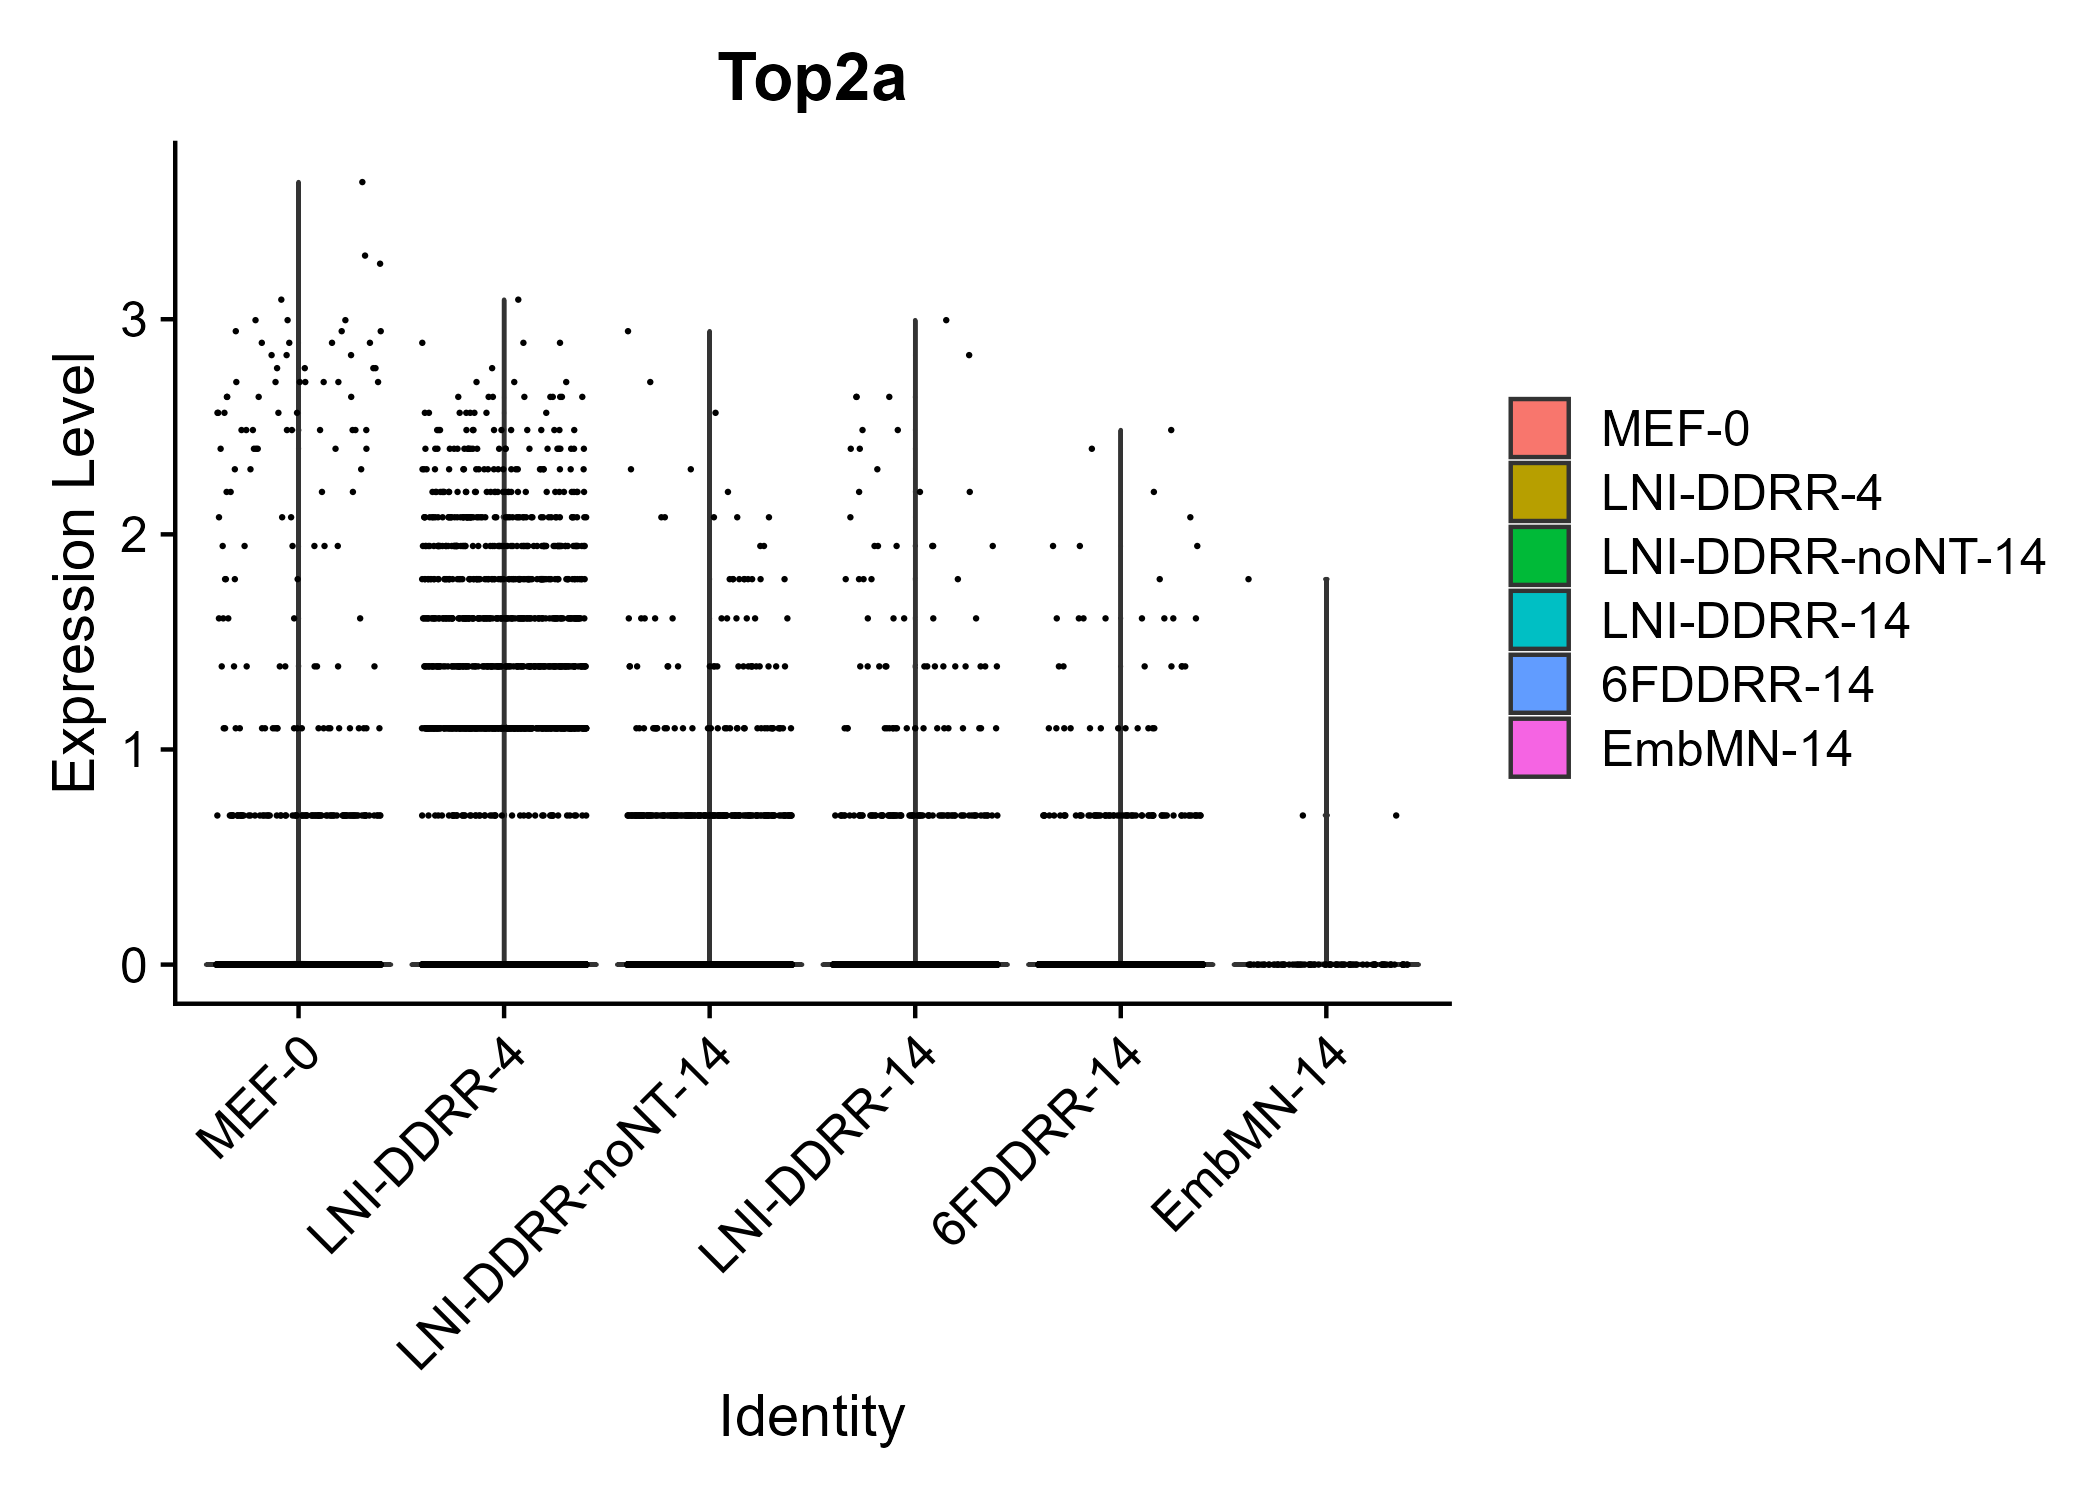 Top2a
Expression Level
3
2
1
0
MEF-0
LNI-DDRR-4
LNI-DDRR-noNT-14
LNI-DDRR-14
6FDDRR-14
EmbMN-14
Identity
MEF-0
LNI-DDRR-4
LNI-DDRR-noNT-14
LNI-DDRR-14
6FDDRR-14
EmbMN-14